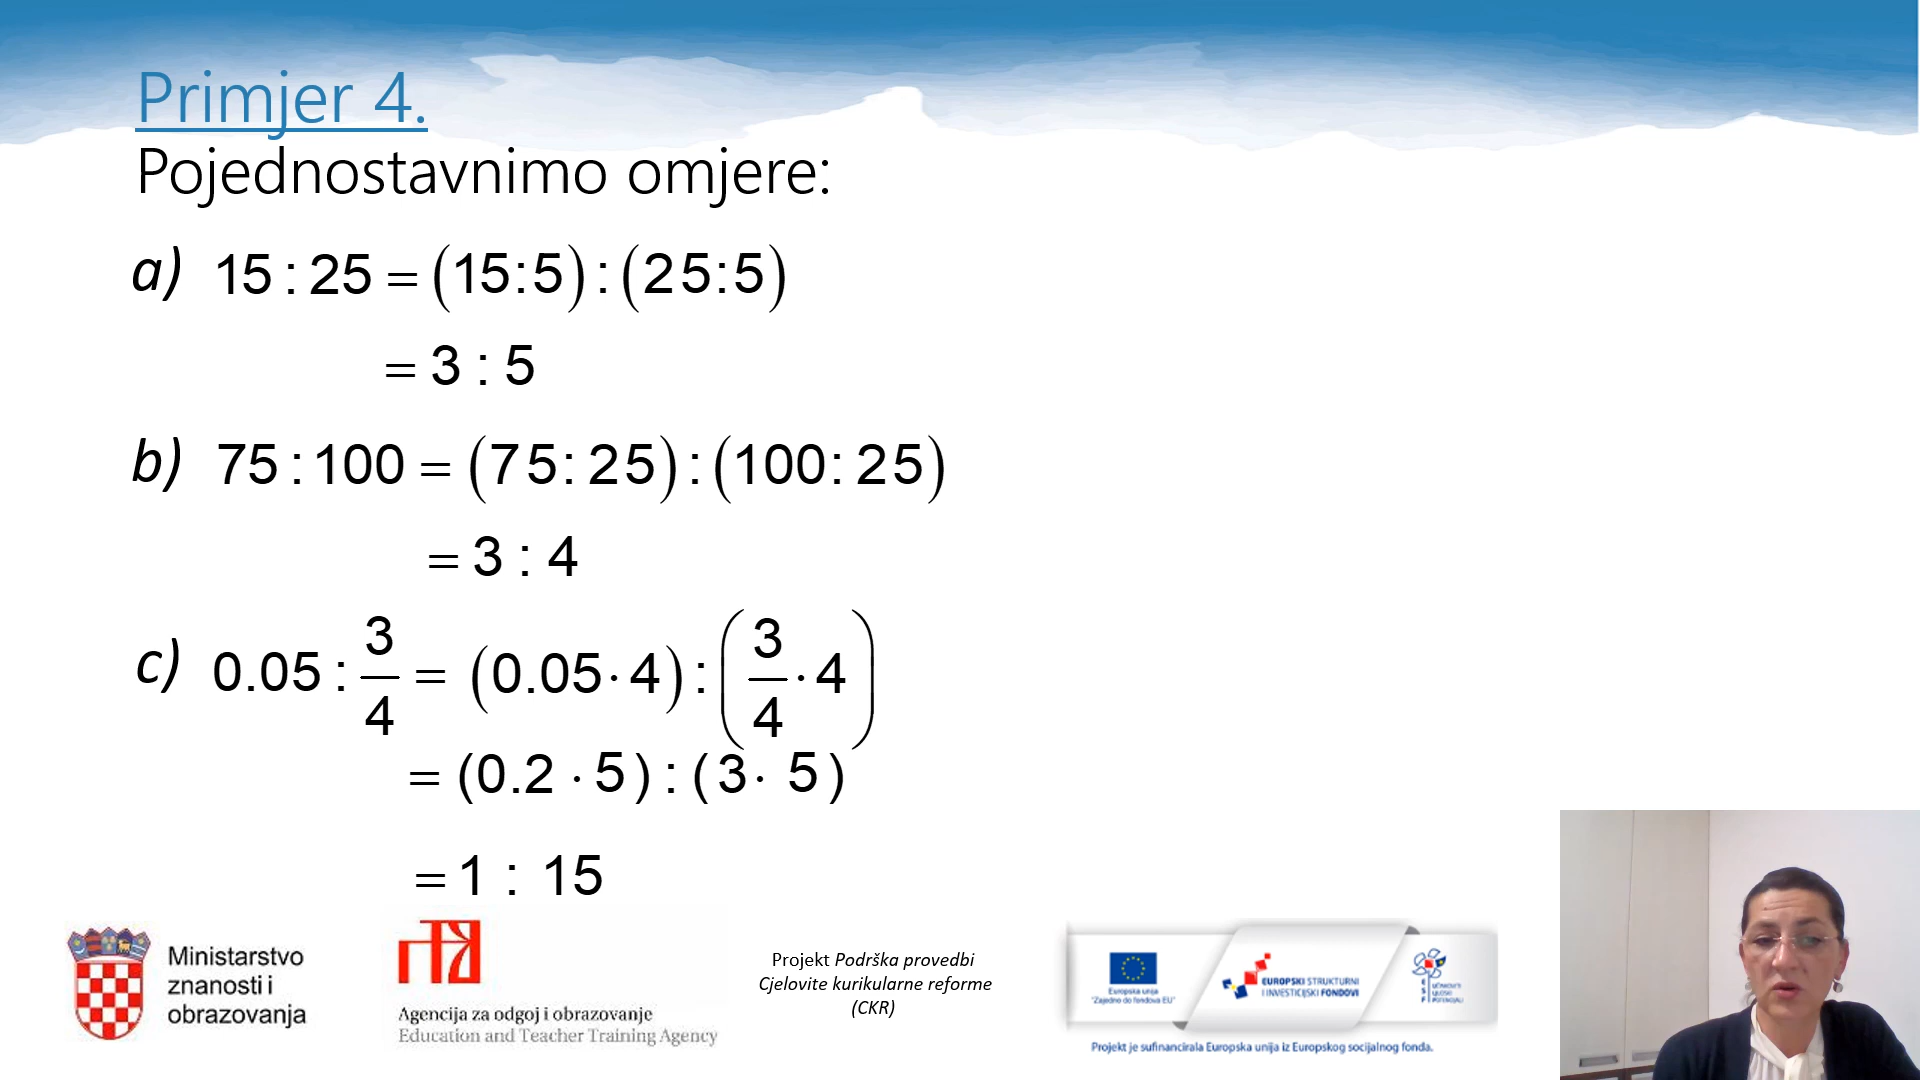 Primjer 4.
Pojednostavnimo omjere:
a) 15 : 25 = (15:5) : (25:5)
= 3 : 5
b) 75 : 100 = (75 : 25) : (100 : 25)
= 3 : 4
c) 0.05 : 3/4 = (0.05 · 4) : (3/4 · 4)
= (0.2 · 5) : (3 · 5)
= 1 : 15
Ministarstvo
znanosti i
obrazovanja
Agencija za odgoj i obrazovanje
Education and Teacher Training Agency
Projekt Podrška provedbi
Cjelovite kurikularne reforme
(CKR)
Europska unija
"Zajedno do fondova EU"
EUROPSKI STRUKTURNI
I INVESTICIJSKI FONDOVI
Projekt je sufinancirala Europska unija iz Europskog socijalnog fonda.